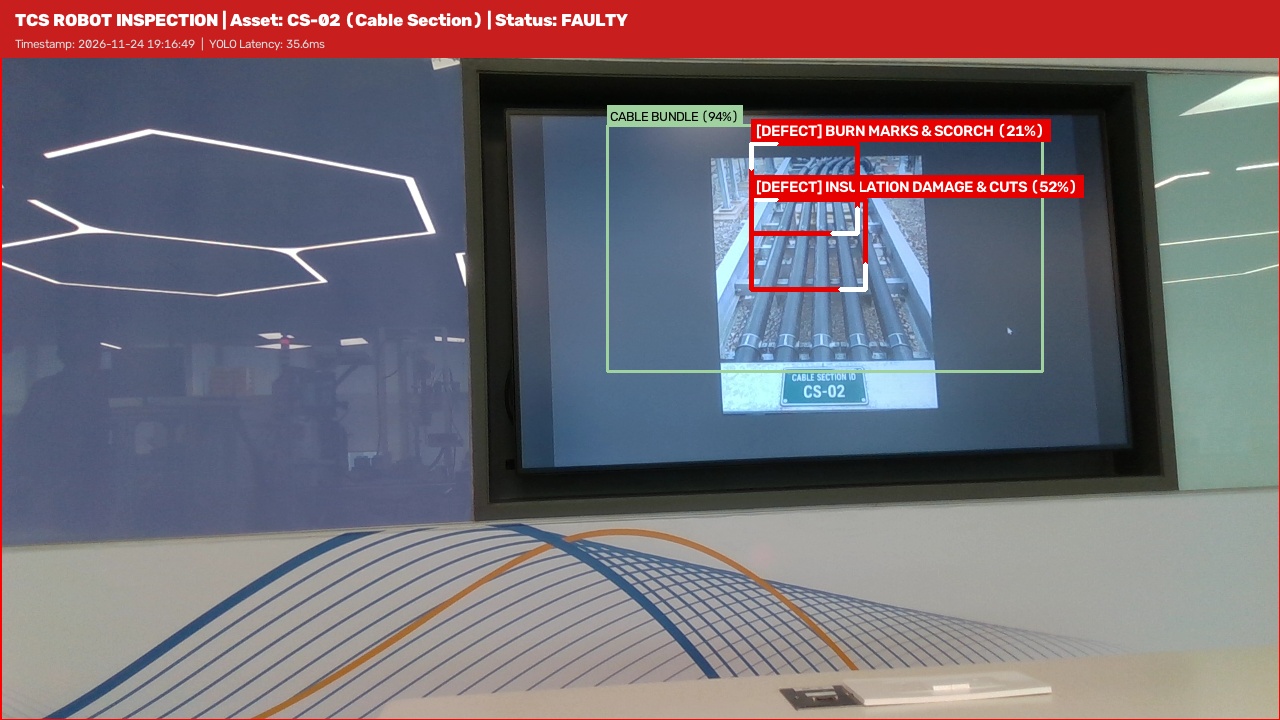 TCS ROBOT INSPECTION | Asset: CS-02 (Cable Section) | Status: FAULTY
Timestamp: 2026-11-24 19:16:49 | YOLO Latency: 35.6ms
CABLE BUNDLE (94%)
[DEFECT] BURN MARKS & SCORCH (21%)
[DEFECT] INSULATION DAMAGE & CUTS (52%)
CABLE SECTION ID
CS-02